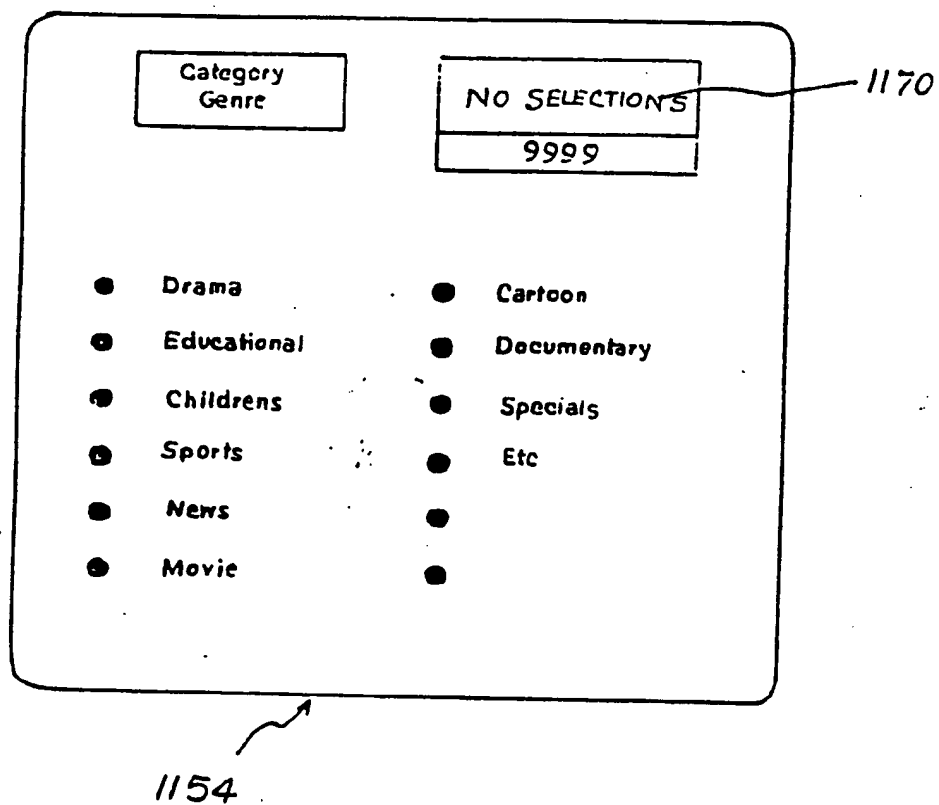 Category
Genre
NO SELECTIONS
9999
1170
Drama
Educational
Childrens
Sports
News
Movie
Cartoon
Documentary
Specials
Etc
1154